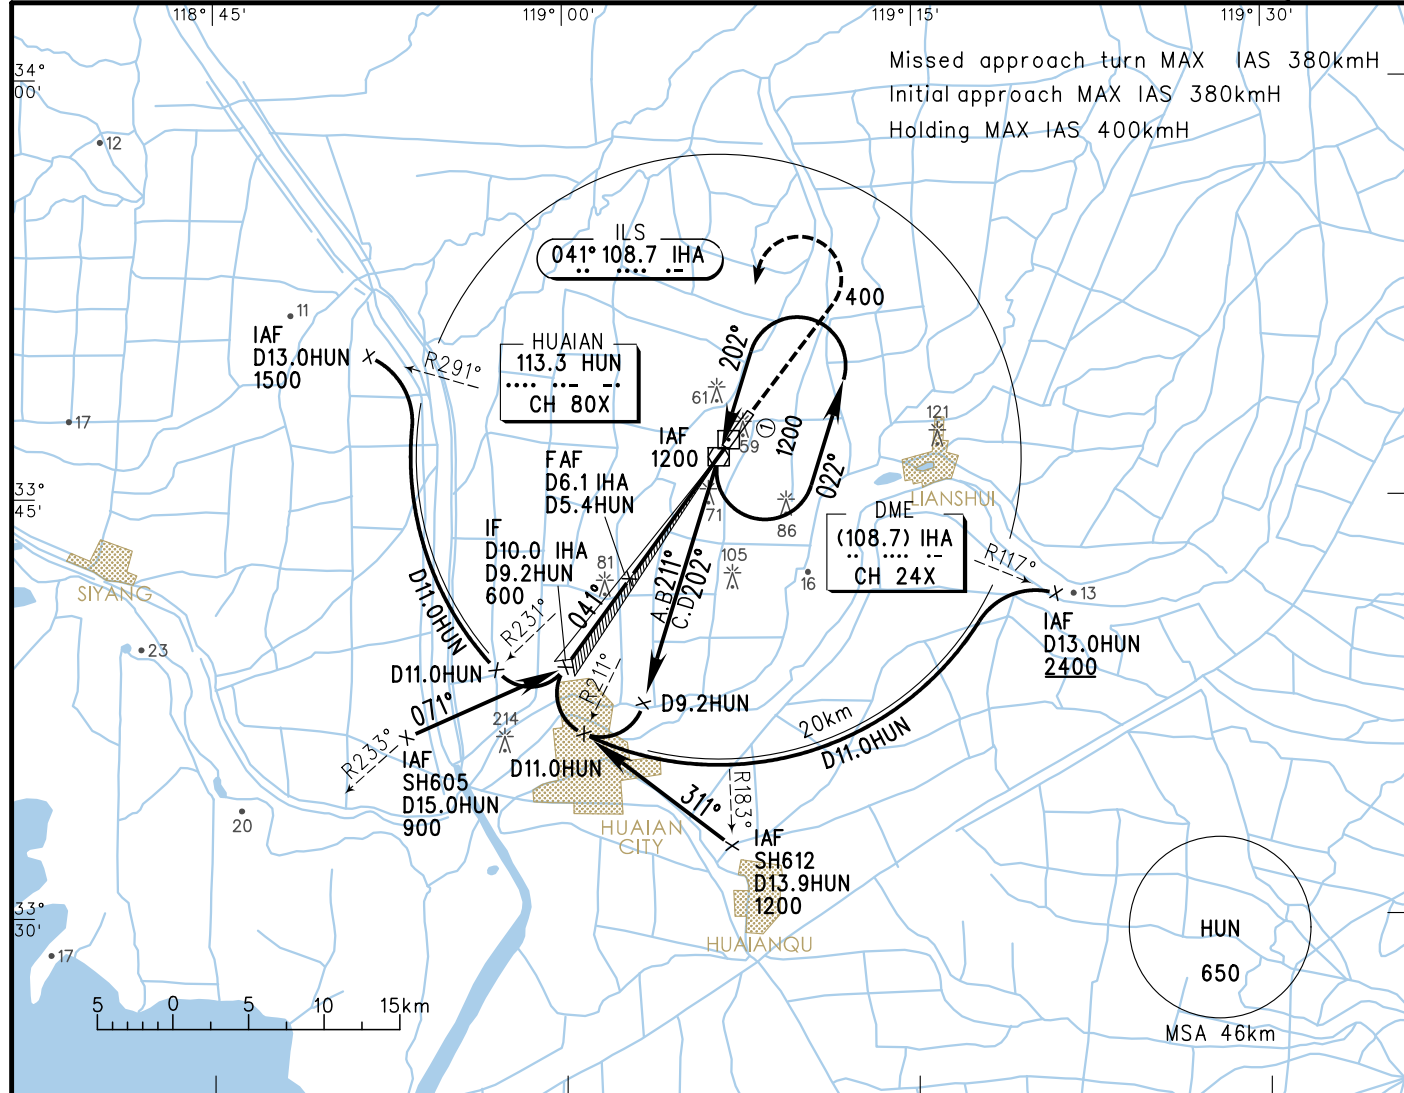 118° 45'
119° 00'
119° 15'
119° 30'
Missed approach turn MAX IAS 380kmH
Initial approach MAX IAS 380kmH
Holding MAX IAS 400kmH
34°
00'
12
ILS
041° 108.7 IHA
400
11
IAF
D13.0HUN
1500
R291°
HUAIAN
113.3 HUN
CH 80X
202°
61
17
121
IAF
1200
59
①
1200
022°
FAF
D6.1 IHA
D5.4HUN
33°
45'
71
86
LIANSHUI
DME
(108.7) IHA
CH 24X
IF
D10.0 IHA
D9.2HUN
600
81
105
16
R117°
13
SIYANG
D11.0HUN
041°
A.B211°
C.D202°
R231°
IAF
D13.0HUN
2400
23
D11.0HUN
R211°
D9.2HUN
071°
214
20km
D11.0HUN
R233°
IAF
SH605
D15.0HUN
900
D11.0HUN
311°
R183°
20
HUAIAN
CITY
IAF
SH612
D13.9HUN
1200
33°
30'
HUAIANQU
17
HUN
650
5 0 5 10 15km
MSA 46km